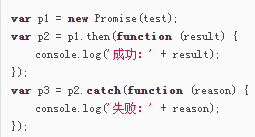 var p1 = new Promise(test);
var p2 = p1.then(function (result) {
    console.log('成功：' + result);
});
var p3 = p2.catch(function (reason) {
    console.log('失败：' + reason);
});